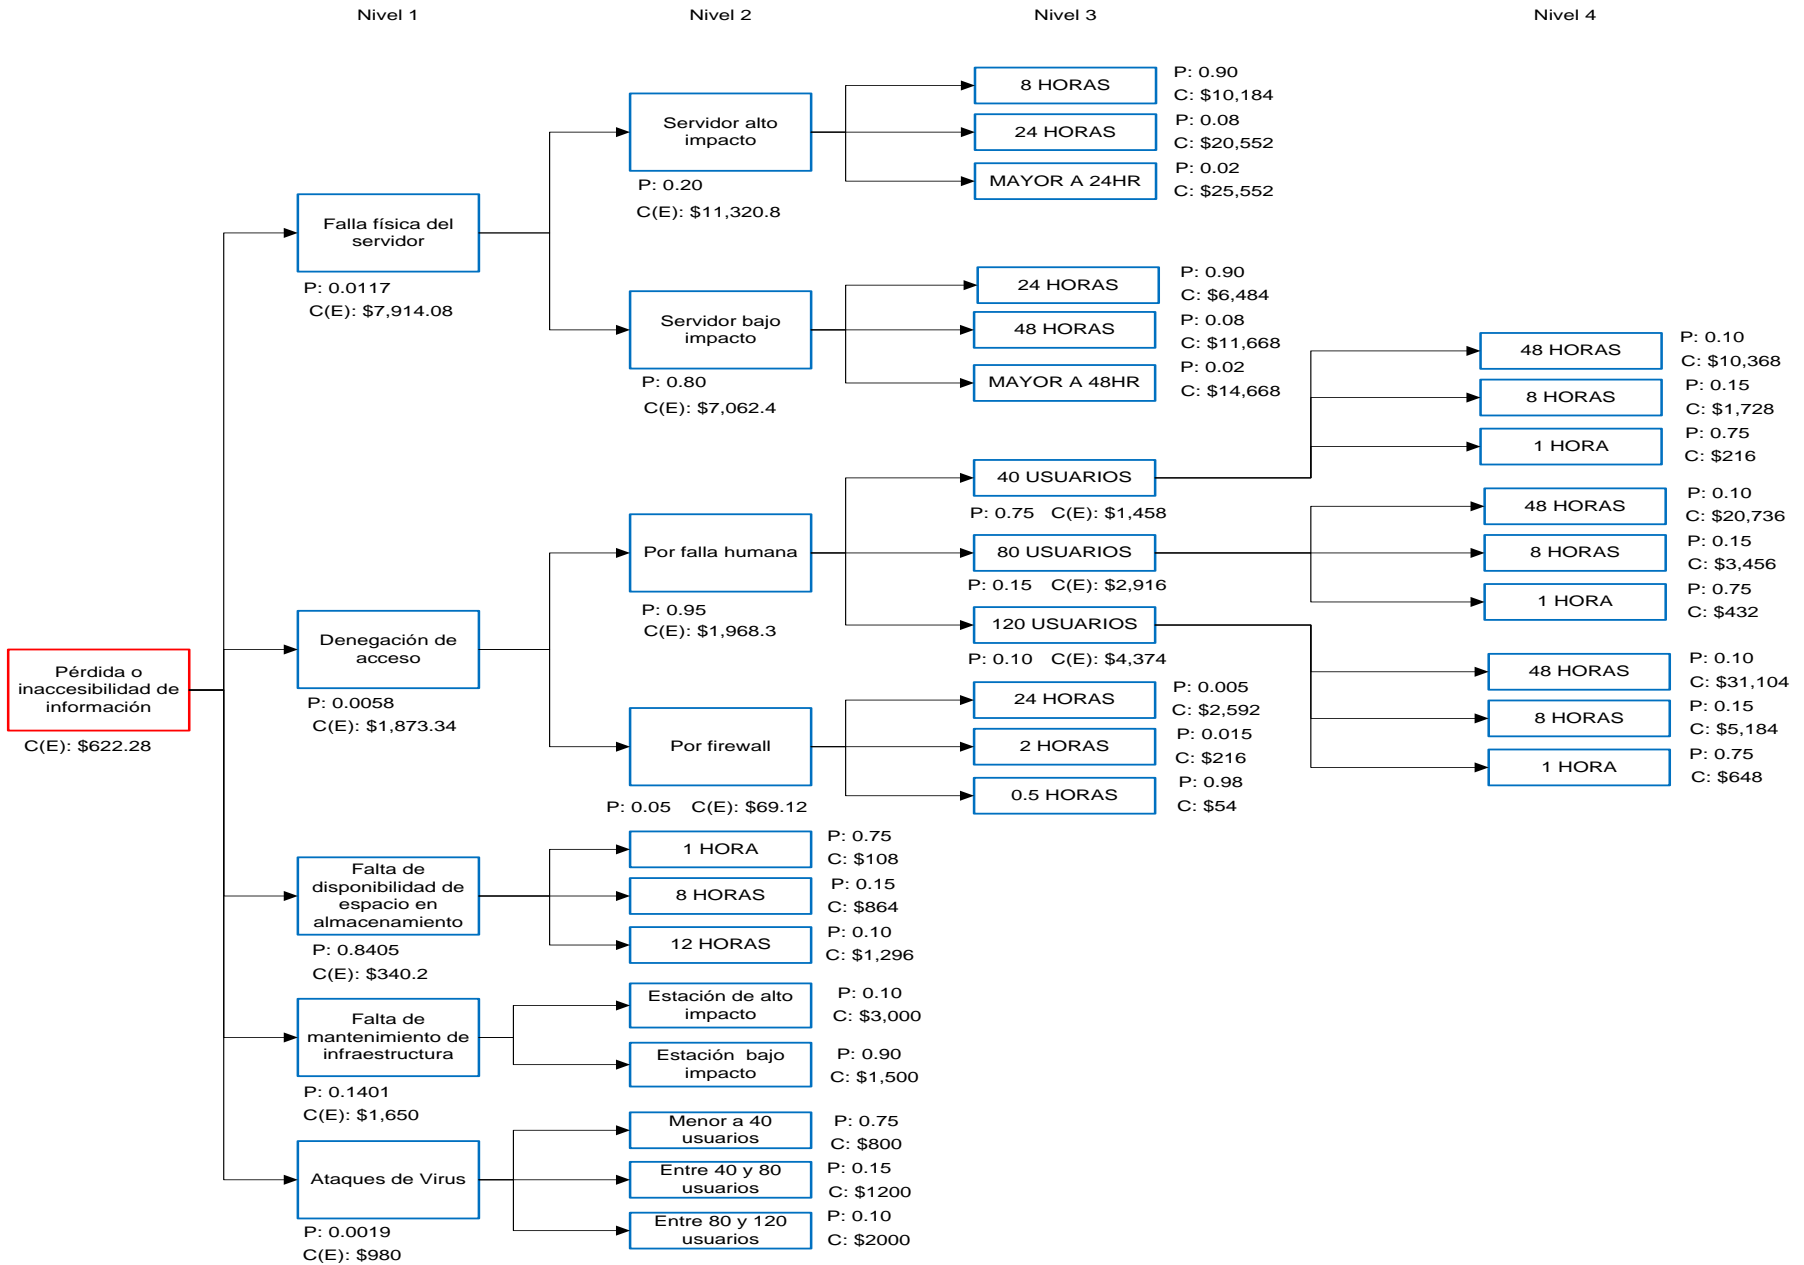 Nivel 1
Nivel 2
Nivel 3
Nivel 4
Pérdida o
inaccesibilidad de
información
C(E): $622.28
Falla física del
servidor
P: 0.0117
C(E): $7,914.08
Servidor alto
impacto
P: 0.20
C(E): $11,320.8
8 HORAS
P: 0.90
C: $10,184
24 HORAS
P: 0.08
C: $20,552
MAYOR A 24HR
P: 0.02
C: $25,552
Servidor bajo
impacto
P: 0.80
C(E): $7,062.4
24 HORAS
P: 0.90
C: $6,484
48 HORAS
P: 0.08
C: $11,668
MAYOR A 48HR
P: 0.02
C: $14,668
Denegación de
acceso
P: 0.0058
C(E): $1,873.34
Por falla humana
P: 0.95
C(E): $1,968.3
40 USUARIOS
P: 0.75 C(E): $1,458
48 HORAS
P: 0.10
C: $10,368
8 HORAS
P: 0.15
C: $1,728
1 HORA
P: 0.75
C: $216
80 USUARIOS
P: 0.15 C(E): $2,916
48 HORAS
P: 0.10
C: $20,736
8 HORAS
P: 0.15
C: $3,456
1 HORA
P: 0.75
C: $432
120 USUARIOS
P: 0.10 C(E): $4,374
48 HORAS
P: 0.10
C: $31,104
8 HORAS
P: 0.15
C: $5,184
1 HORA
P: 0.75
C: $648
Por firewall
P: 0.05 C(E): $69.12
24 HORAS
P: 0.005
C: $2,592
2 HORAS
P: 0.015
C: $216
0.5 HORAS
P: 0.98
C: $54
Falta de
disponibilidad de
espacio en
almacenamiento
P: 0.8405
C(E): $340.2
1 HORA
P: 0.75
C: $108
8 HORAS
P: 0.15
C: $864
12 HORAS
P: 0.10
C: $1,296
Falta de
mantenimiento de
infraestructura
P: 0.1401
C(E): $1,650
Estación de alto
impacto
P: 0.10
C: $3,000
Estación bajo
impacto
P: 0.90
C: $1,500
Ataques de Virus
P: 0.0019
C(E): $980
Menor a 40
usuarios
P: 0.75
C: $800
Entre 40 y 80
usuarios
P: 0.15
C: $1200
Entre 80 y 120
usuarios
P: 0.10
C: $2000